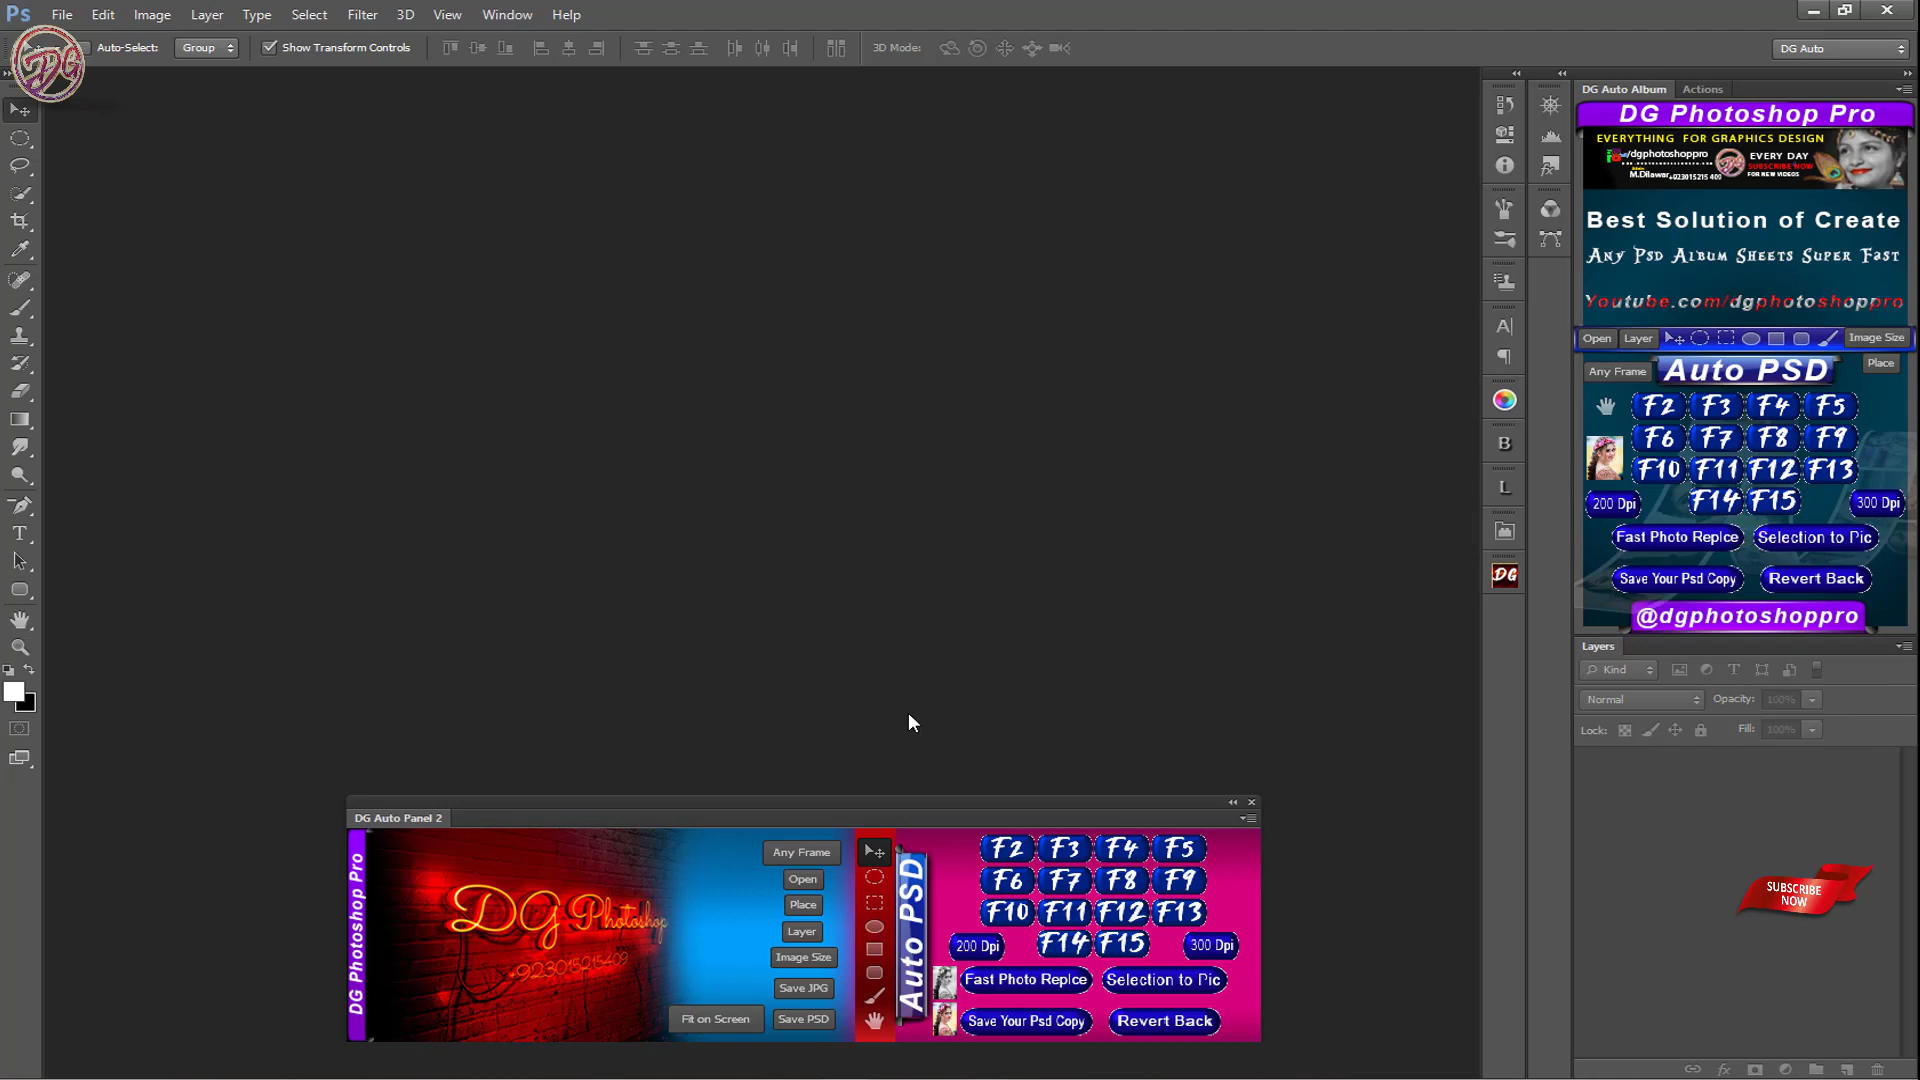 Ps File Edit Image Layer Type Select Filter 3D View Window Help
DG
Auto-Select: Group Show Transform Controls 3D Mode: DG Auto
DG Auto Album Actions
DG Photoshop Pro
EVERYTHING FOR GRAPHICS DESIGN
/dgphotoshoppro EVERY DAY
SUBSCRIBE NOW
M.Dilawar+923015215 409 FOR NEW VIDEOS
Best Solution of Create
Any Psd Album Sheets Super Fast
Youtube.com/dgphotoshoppro
Open Layer Image Size
Any Frame Auto PSD Place
F2 F3 F4 F5
F6 F7 F8 F9
F10 F11 F12 F13
200 Dpi F14 F15 300 Dpi
Fast Photo Replce Selection to Pic
Save Your Psd Copy Revert Back
@dgphotoshoppro
A
B
L
DG
Layers
Kind
Normal Opacity: 100%
Lock: Fill: 100%
SUBSCRIBE
NOW
DG Auto Panel 2
DG Photoshop Pro
DG Photoshop
+923015215409
Any Frame
Open
Place
Layer
Image Size
Save JPG
Fit on Screen Save PSD
Auto PSD
F2 F3 F4 F5
F6 F7 F8 F9
F10 F11 F12 F13
200 Dpi F14 F15 300 Dpi
Fast Photo Replce Selection to Pic
Save Your Psd Copy Revert Back